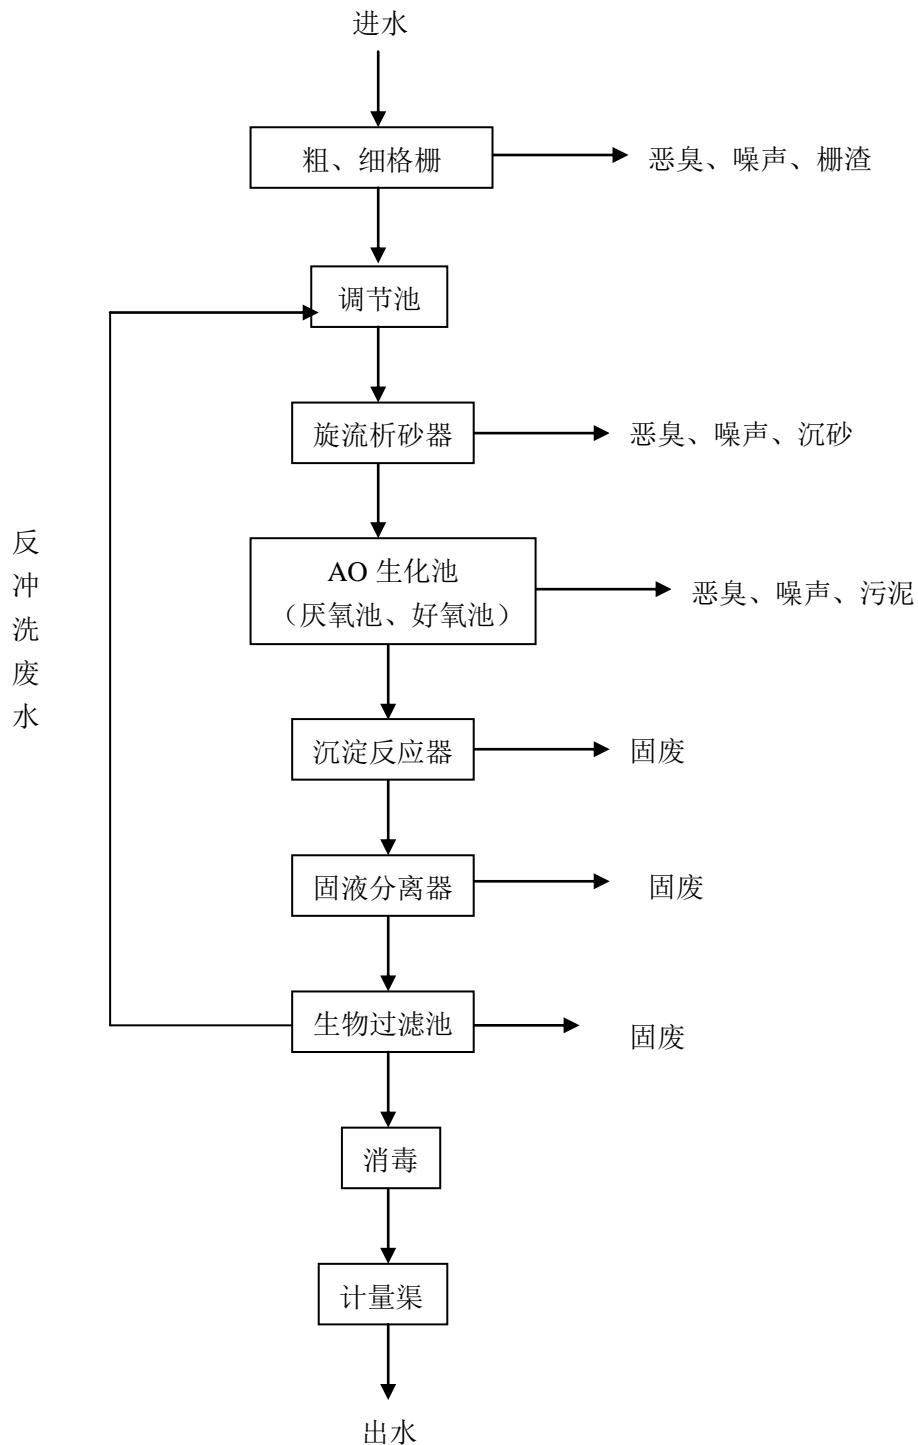 进水
粗、细格栅
恶臭、噪声、栅渣
调节池
旋流析砂器
恶臭、噪声、沉砂
反
冲
洗
废
水
AO 生化池
（厌氧池、好氧池）
恶臭、噪声、污泥
沉淀反应器
固废
固液分离器
固废
生物过滤池
固废
消毒
计量渠
出水